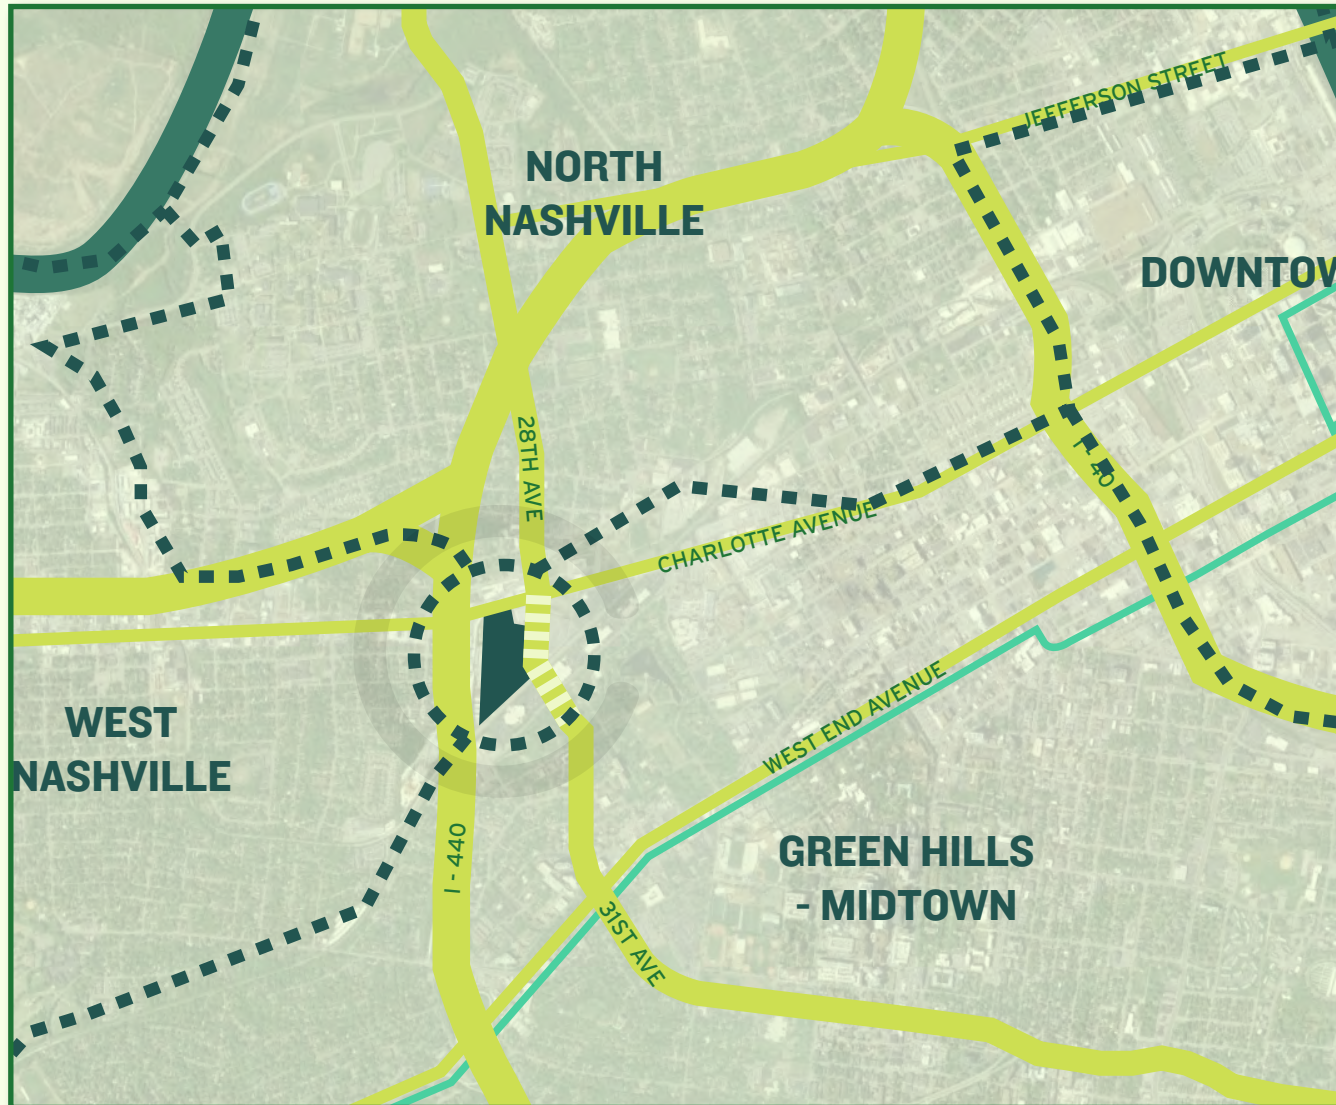 JEFFERSON STREET
NORTH
NASHVILLE
DOWNTOW
28TH AVE
I - 40
CHARLOTTE AVENUE
WEST END AVENUE
WEST
NASHVILLE
I - 440
GREEN HILLS
- MIDTOWN
31ST AVE